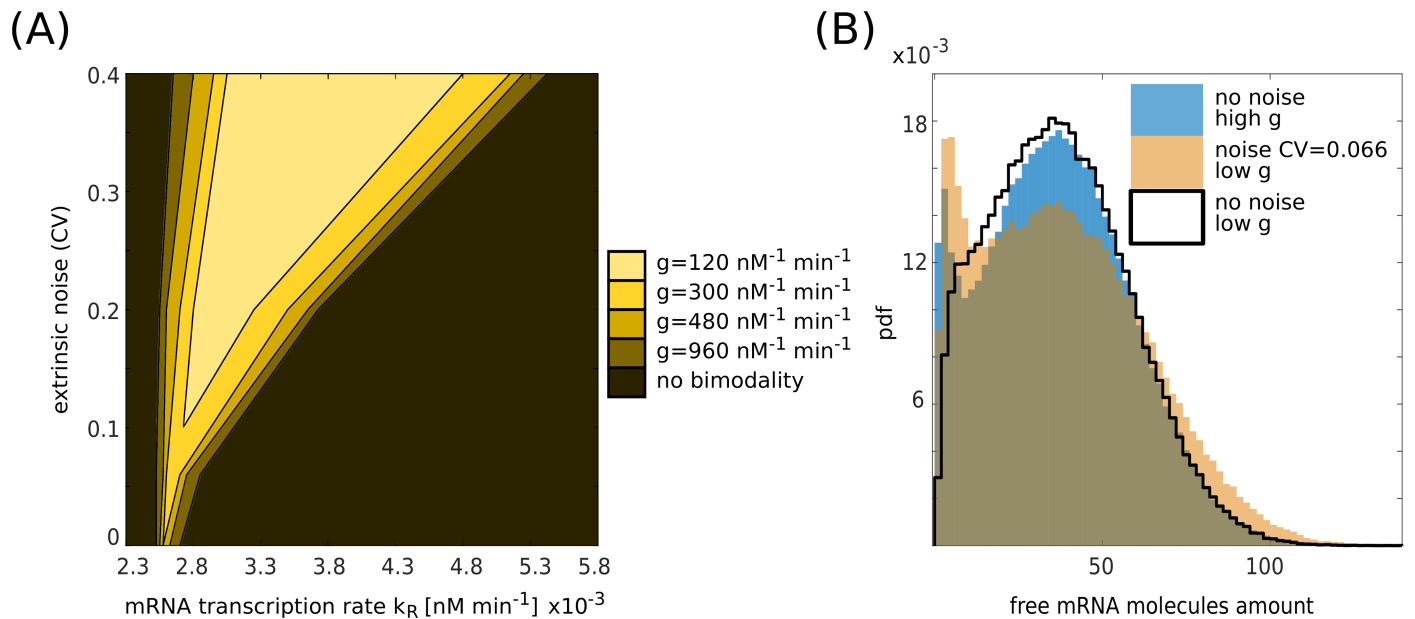 (A)
extrinsic noise (CV)
0.4
0.3
0.2
0.1
0
2.3 2.8 3.3 3.8 4.3 4.8 5.3 5.8
mRNA transcription rate kR [nM min-1] x10-3
g=120 nM-1 min-1
g=300 nM-1 min-1
g=480 nM-1 min-1
g=960 nM-1 min-1
no bimodality
(B)
x10-3
pdf
18
12
6
50 100
free mRNA molecules amount
no noise
high g
noise CV=0.066
low g
no noise
low g